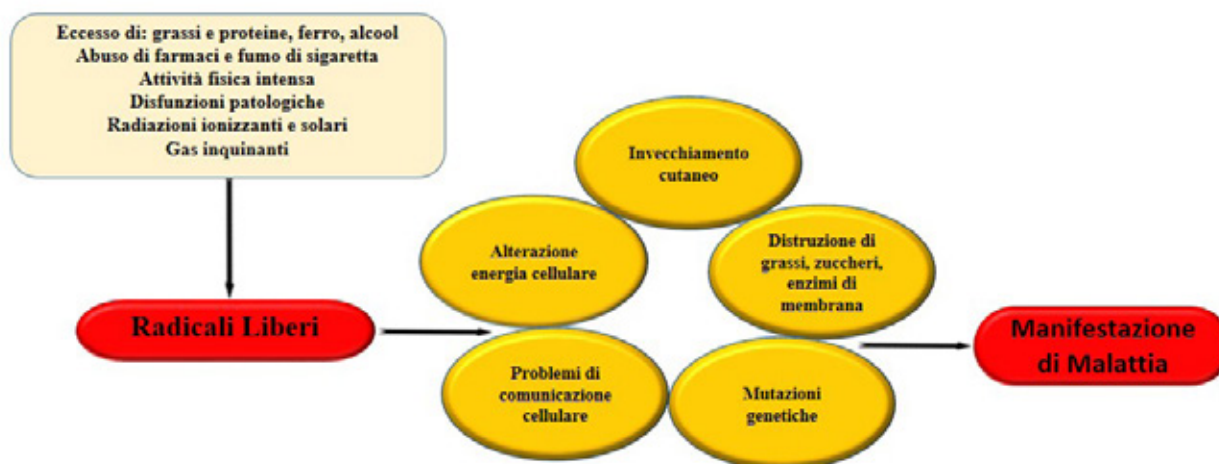 Eccesso di: grassi e proteine, ferro, alcool
Abuso di farmaci e fumo di sigaretta
Attività fisica intensa
Disfunzioni patologiche
Radiazioni ionizzanti e solari
Gas inquinanti
Radicali Liberi
Invecchiamento
cutaneo
Alterazione
energia cellulare
Distruzione di
grassi, zuccheri,
enzimi di
membrana
Problemi di
comunicazione
cellulare
Mutazioni
genetiche
Manifestazione
di Malattia